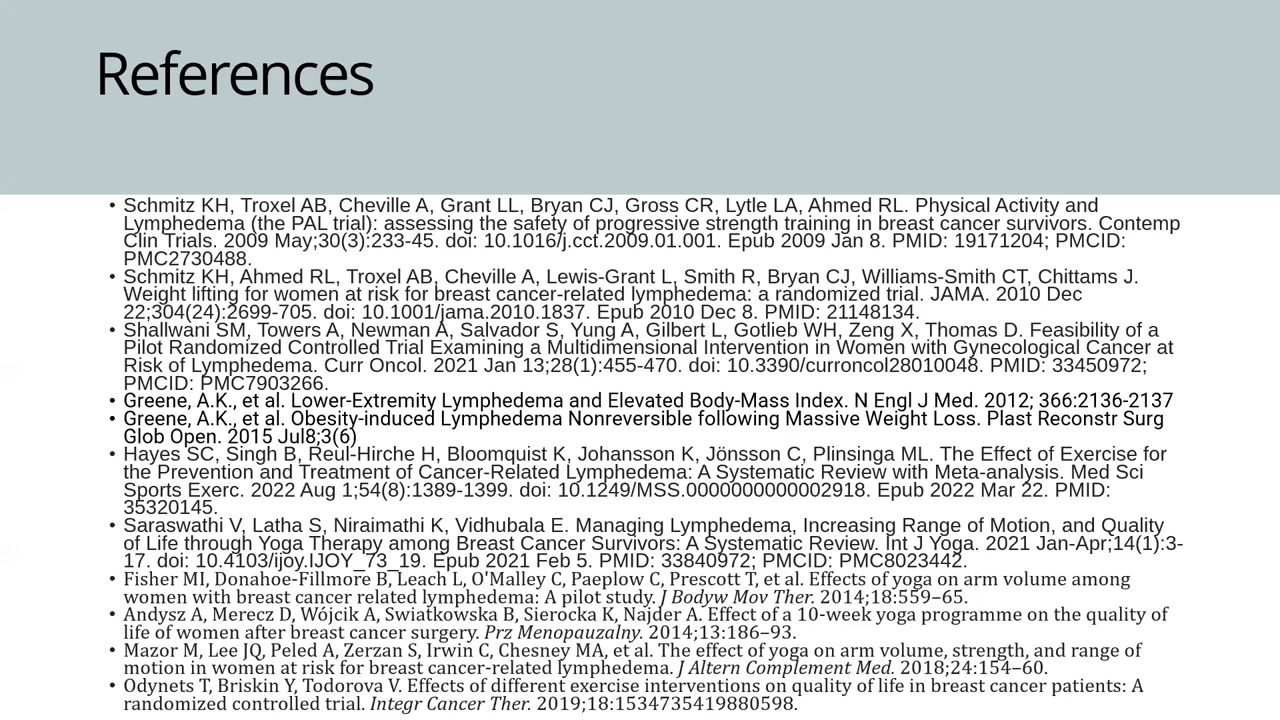 References
• Schmitz KH, Troxel AB, Cheville A, Grant LL, Bryan CJ, Gross CR, Lytle LA, Ahmed RL. Physical Activity and
Lymphedema (the PAL trial): assessing the safety of progressive strength training in breast cancer survivors. Contemp
Clin Trials. 2009 May;30(3):233-45. doi: 10.1016/j.cct.2009.01.001. Epub 2009 Jan 8. PMID: 19171204; PMCID:
PMC2730488.
• Schmitz KH, Ahmed RL, Troxel AB, Cheville A, Lewis-Grant L, Smith R, Bryan CJ, Williams-Smith CT, Chittams J.
Weight lifting for women at risk for breast cancer-related lymphedema: a randomized trial. JAMA. 2010 Dec
22;304(24):2699-705. doi: 10.1001/jama.2010.1837. Epub 2010 Dec 8. PMID: 21148134.
• Shallwani SM, Towers A, Newman A, Salvador S, Yung A, Gilbert L, Gotlieb WH, Zeng X, Thomas D. Feasibility of a
Pilot Randomized Controlled Trial Examining a Multidimensional Intervention in Women with Gynecological Cancer at
Risk of Lymphedema. Curr Oncol. 2021 Jan 13;28(1):455-470. doi: 10.3390/curroncol28010048. PMID: 33450972;
PMCID: PMC7903266.
• Greene, A.K., et al. Lower-Extremity Lymphedema and Elevated Body-Mass Index. N Engl J Med. 2012; 366:2136-2137
• Greene, A.K., et al. Obesity-induced Lymphedema Nonreversible following Massive Weight Loss. Plast Reconstr Surg
Glob Open. 2015 Jul8;3(6)
• Hayes SC, Singh B, Reul-Hirche H, Bloomquist K, Johansson K, Jönsson C, Plinsinga ML. The Effect of Exercise for
the Prevention and Treatment of Cancer-Related Lymphedema: A Systematic Review with Meta-analysis. Med Sci
Sports Exerc. 2022 Aug 1;54(8):1389-1399. doi: 10.1249/MSS.0000000000002918. Epub 2022 Mar 22. PMID:
35320145.
• Saraswathi V, Latha S, Niraimathi K, Vidhubala E. Managing Lymphedema, Increasing Range of Motion, and Quality
of Life through Yoga Therapy among Breast Cancer Survivors: A Systematic Review. Int J Yoga. 2021 Jan-Apr;14(1):3-
17. doi: 10.4103/ijoy.IJOY_73_19. Epub 2021 Feb 5. PMID: 33840972; PMCID: PMC8023442.
• Fisher MI, Donahoe-Fillmore B, Leach L, O'Malley C, Paeplow C, Prescott T, et al. Effects of yoga on arm volume among
women with breast cancer related lymphedema: A pilot study. J Bodyw Mov Ther. 2014;18:559–65.
• Andysz A, Merecz D, Wójcik A, Swiatkowska B, Sierocka K, Najder A. Effect of a 10-week yoga programme on the quality of
life of women after breast cancer surgery. Prz Menopauzalny. 2014;13:186–93.
• Mazor M, Lee JQ, Peled A, Zerzan S, Irwin C, Chesney MA, et al. The effect of yoga on arm volume, strength, and range of
motion in women at risk for breast cancer-related lymphedema. J Altern Complement Med. 2018;24:154–60.
• Odynets T, Briskin Y, Todorova V. Effects of different exercise interventions on quality of life in breast cancer patients: A
randomized controlled trial. Integr Cancer Ther. 2019;18:1534735419880598.